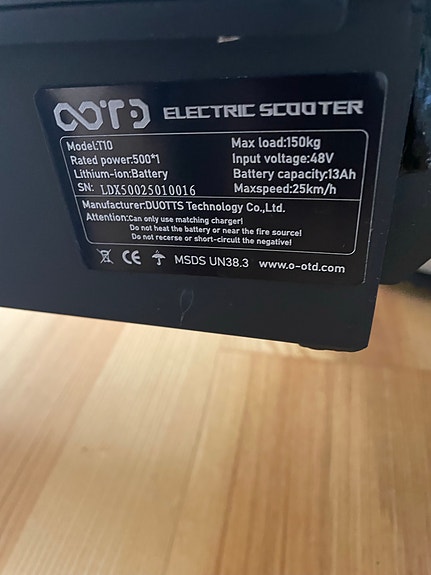 OOTD ELECTRIC SCOOTER
Model:T10 Max load:150kg
Rated power:500*1 Input voltage:48V
Lithium-ion:Battery Battery capacity:13Ah
SN: LDX50025010016 Maxspeed:25km/h
Manufacturer:DUOTTS Technology Co.,Ltd.
Attention:Can only use matching charger!
Do not heat the battery or near the fire source!
Do not recerse or short-circuit the negative!
CE MSDS UN38.3 www.o-otd.com